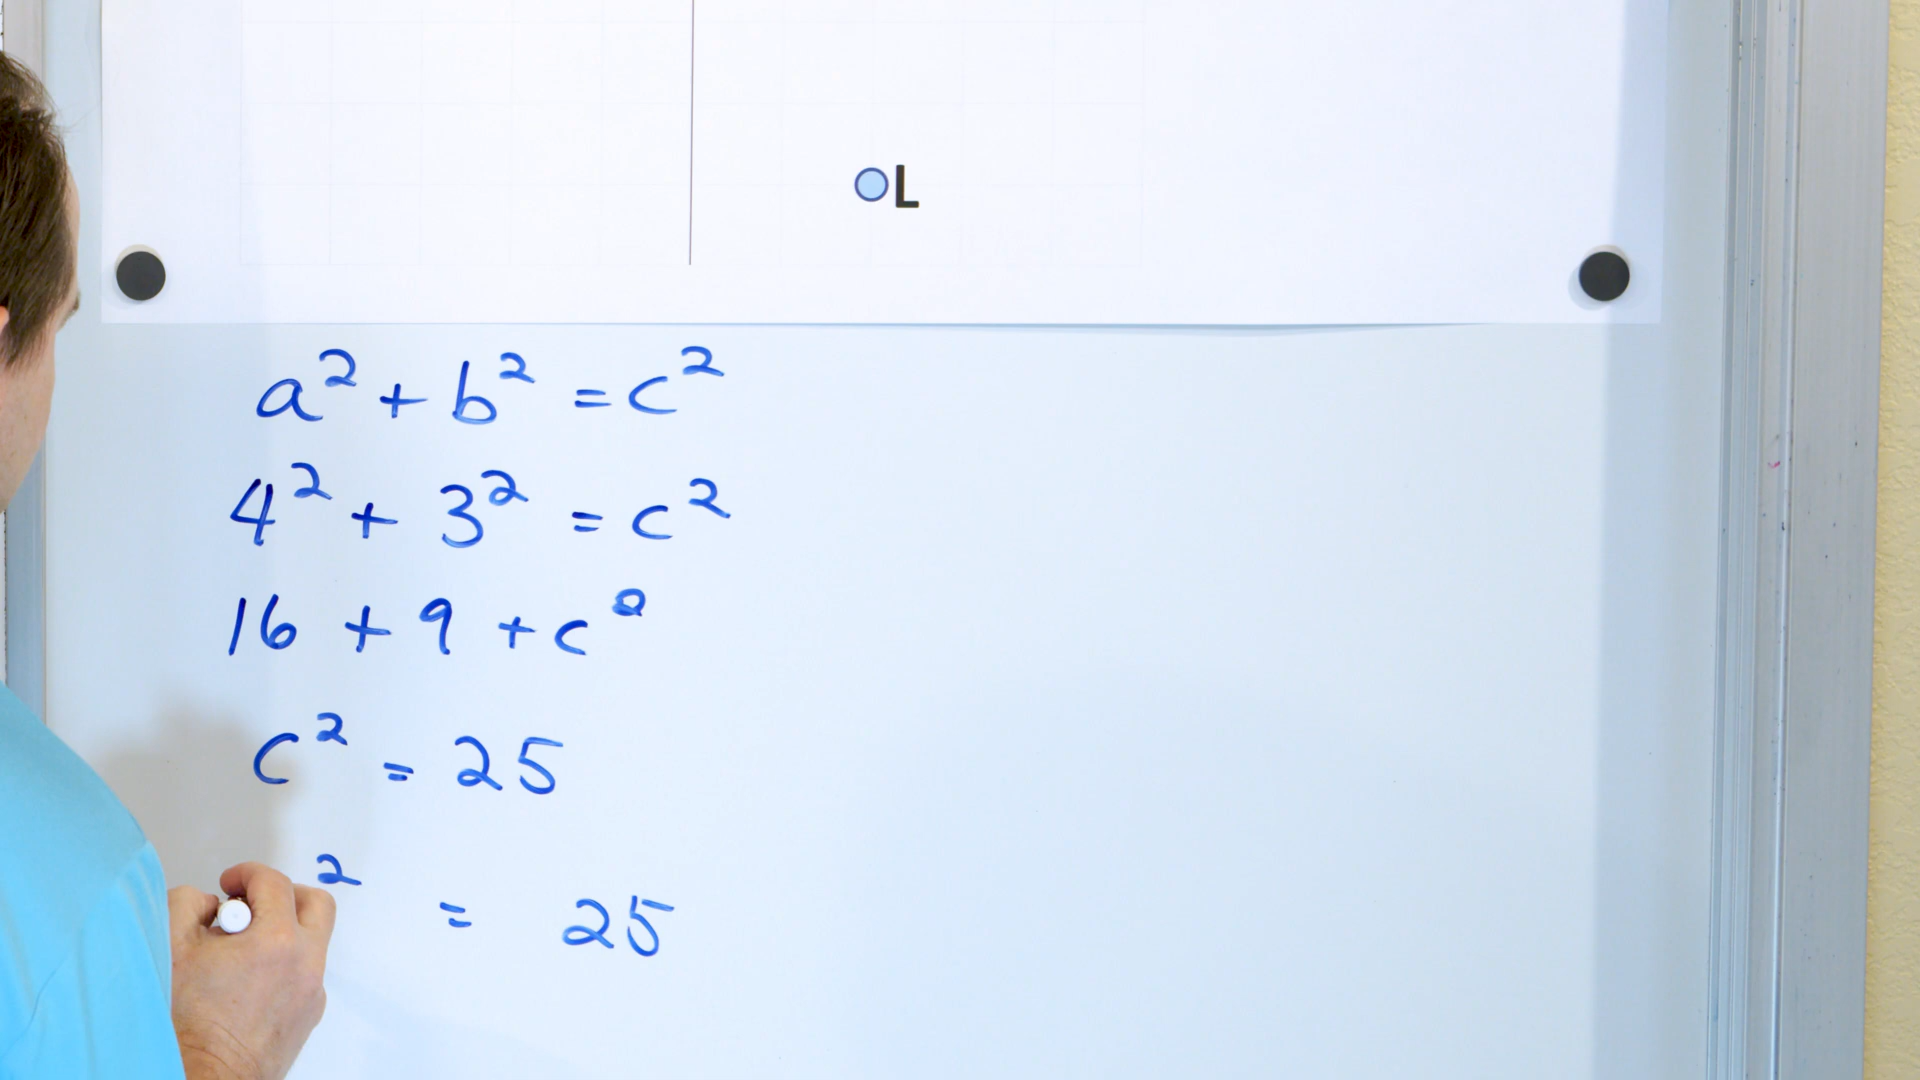 L
a² + b² = c²
4² + 3² = c²
16 + 9 + c²
c² = 25
² = 25